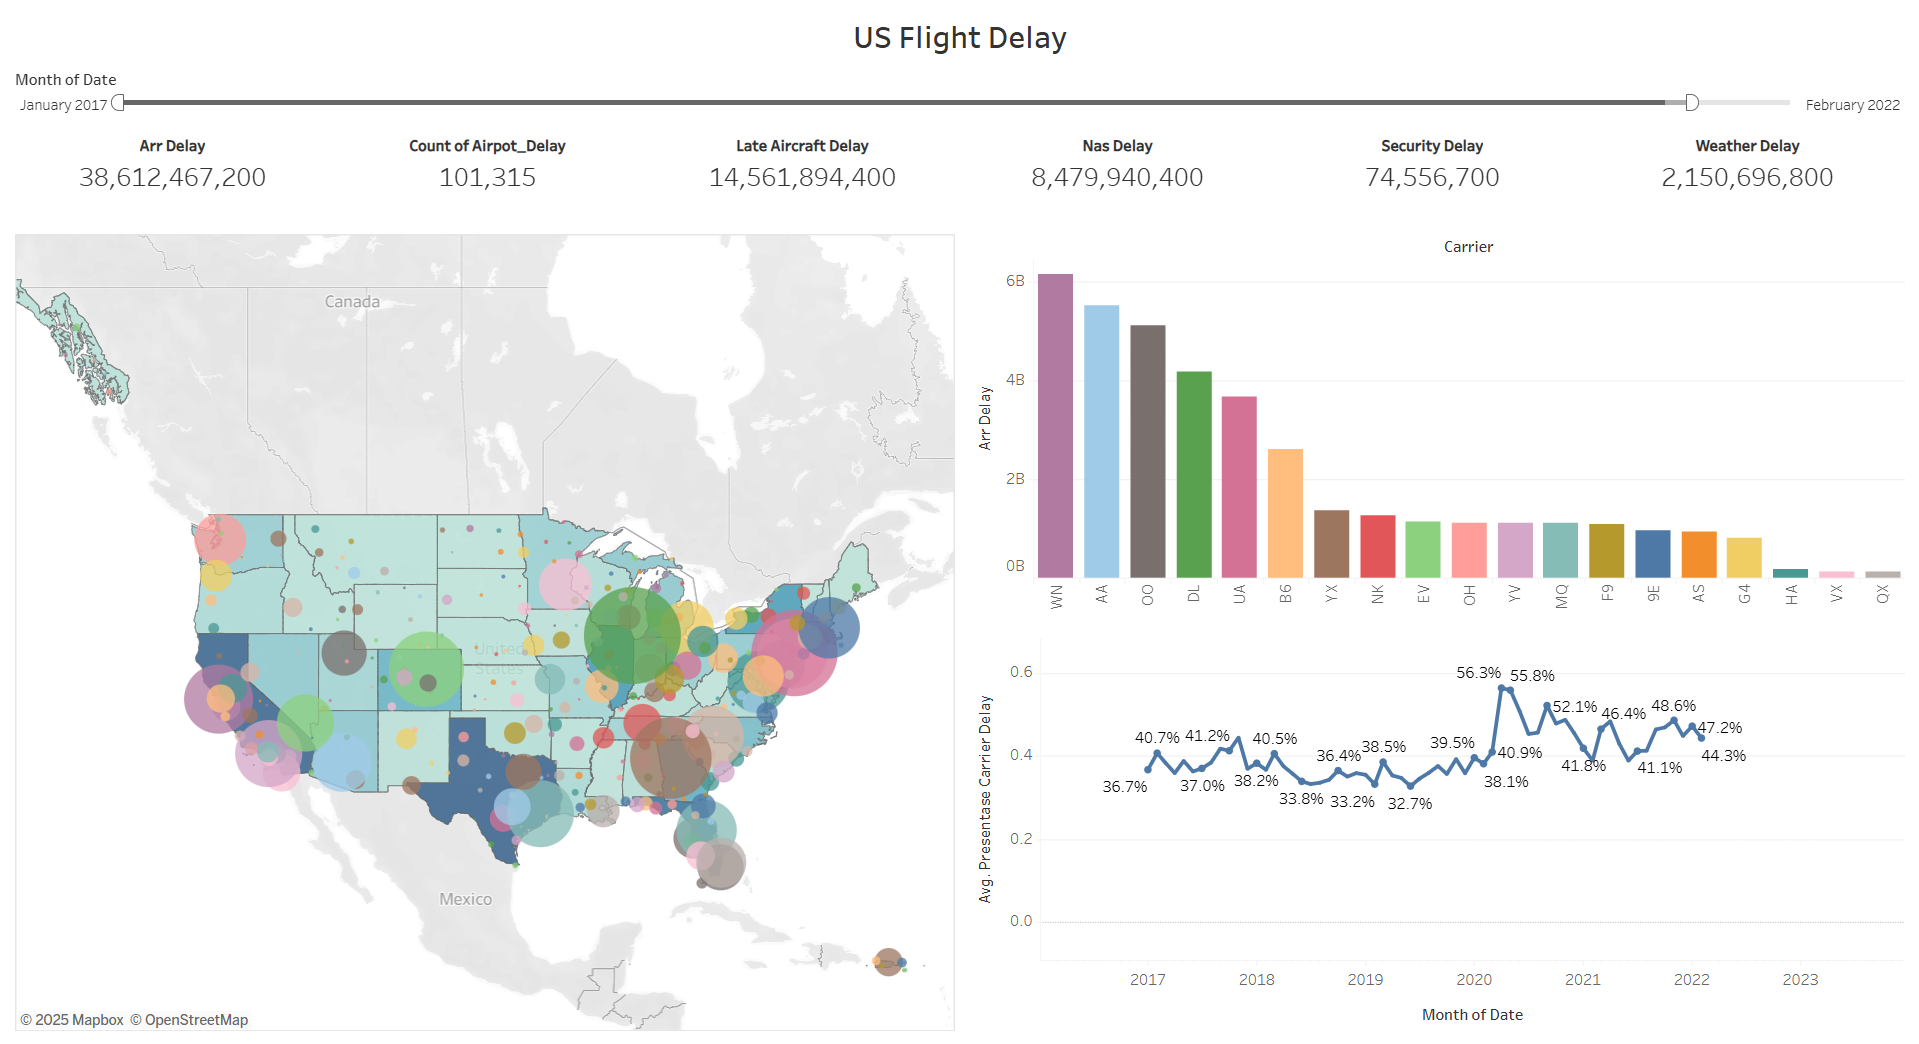 US Flight Delay
Month of Date
January 2017
February 2022
Arr Delay
Count of Airpot_Delay
Late Aircraft Delay
Nas Delay
Security Delay
Weather Delay
38,612,467,200
101,315
14,561,894,400
8,479,940,400
74,556,700
2,150,696,800
Canada
United
States
Mexico
© 2025 Mapbox © OpenStreetMap
Carrier
Arr Delay
6B
4B
2B
0B
WN
AA
OO
DL
UA
B6
YX
NK
EV
OH
YV
MQ
F9
9E
AS
G4
HA
VX
QX
Avg. Presentase Carrier Delay
0.6
0.4
0.2
0.0
36.7%
40.7%
37.0%
41.2%
38.2%
40.5%
33.8%
36.4%
33.2%
38.5%
32.7%
39.5%
38.1%
40.9%
56.3%
55.8%
52.1%
41.8%
46.4%
41.1%
48.6%
47.2%
44.3%
2017
2018
2019
2020
2021
2022
2023
Month of Date